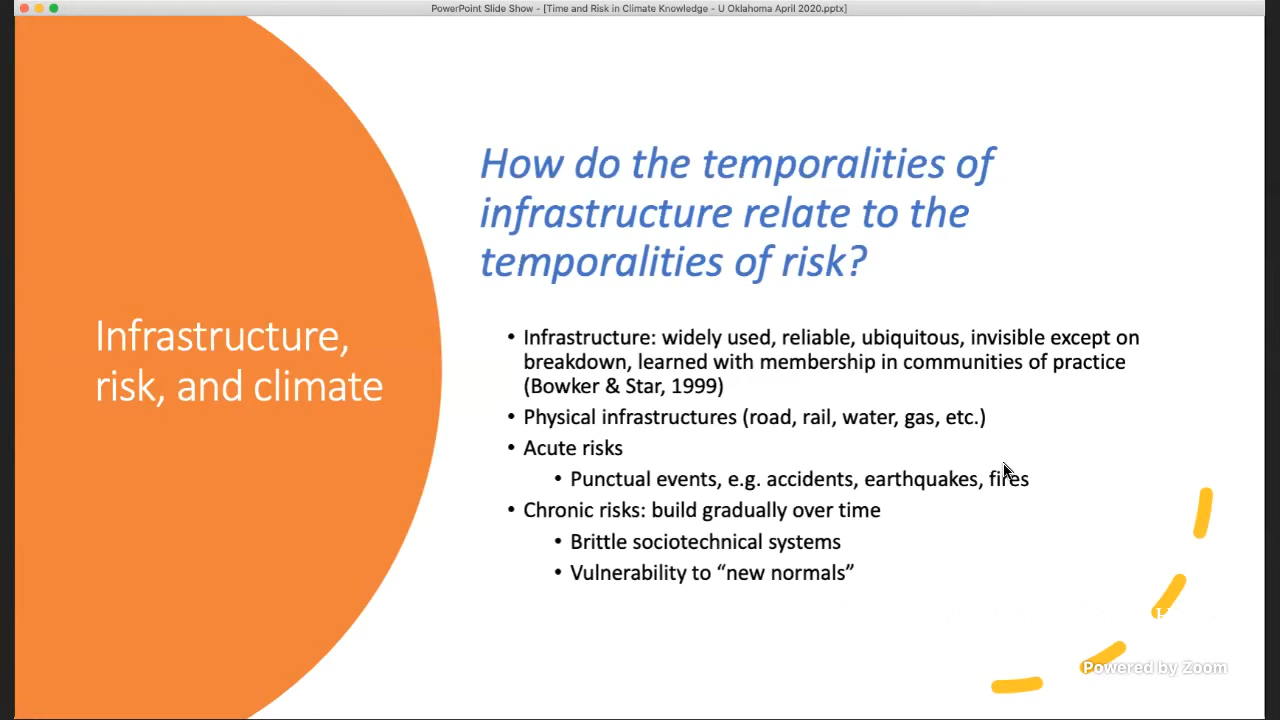 PowerPoint Slide Show - [Time and Risk in Climate Knowledge - U Oklahoma April 2020.pptx]
Infrastructure,
risk, and climate
How do the temporalities of
infrastructure relate to the
temporalities of risk?
• Infrastructure: widely used, reliable, ubiquitous, invisible except on
breakdown, learned with membership in communities of practice
(Bowker & Star, 1999)
• Physical infrastructures (road, rail, water, gas, etc.)
• Acute risks
• Punctual events, e.g. accidents, earthquakes, fires
• Chronic risks: build gradually over time
• Brittle sociotechnical systems
• Vulnerability to “new normals”
Powered by Zoom